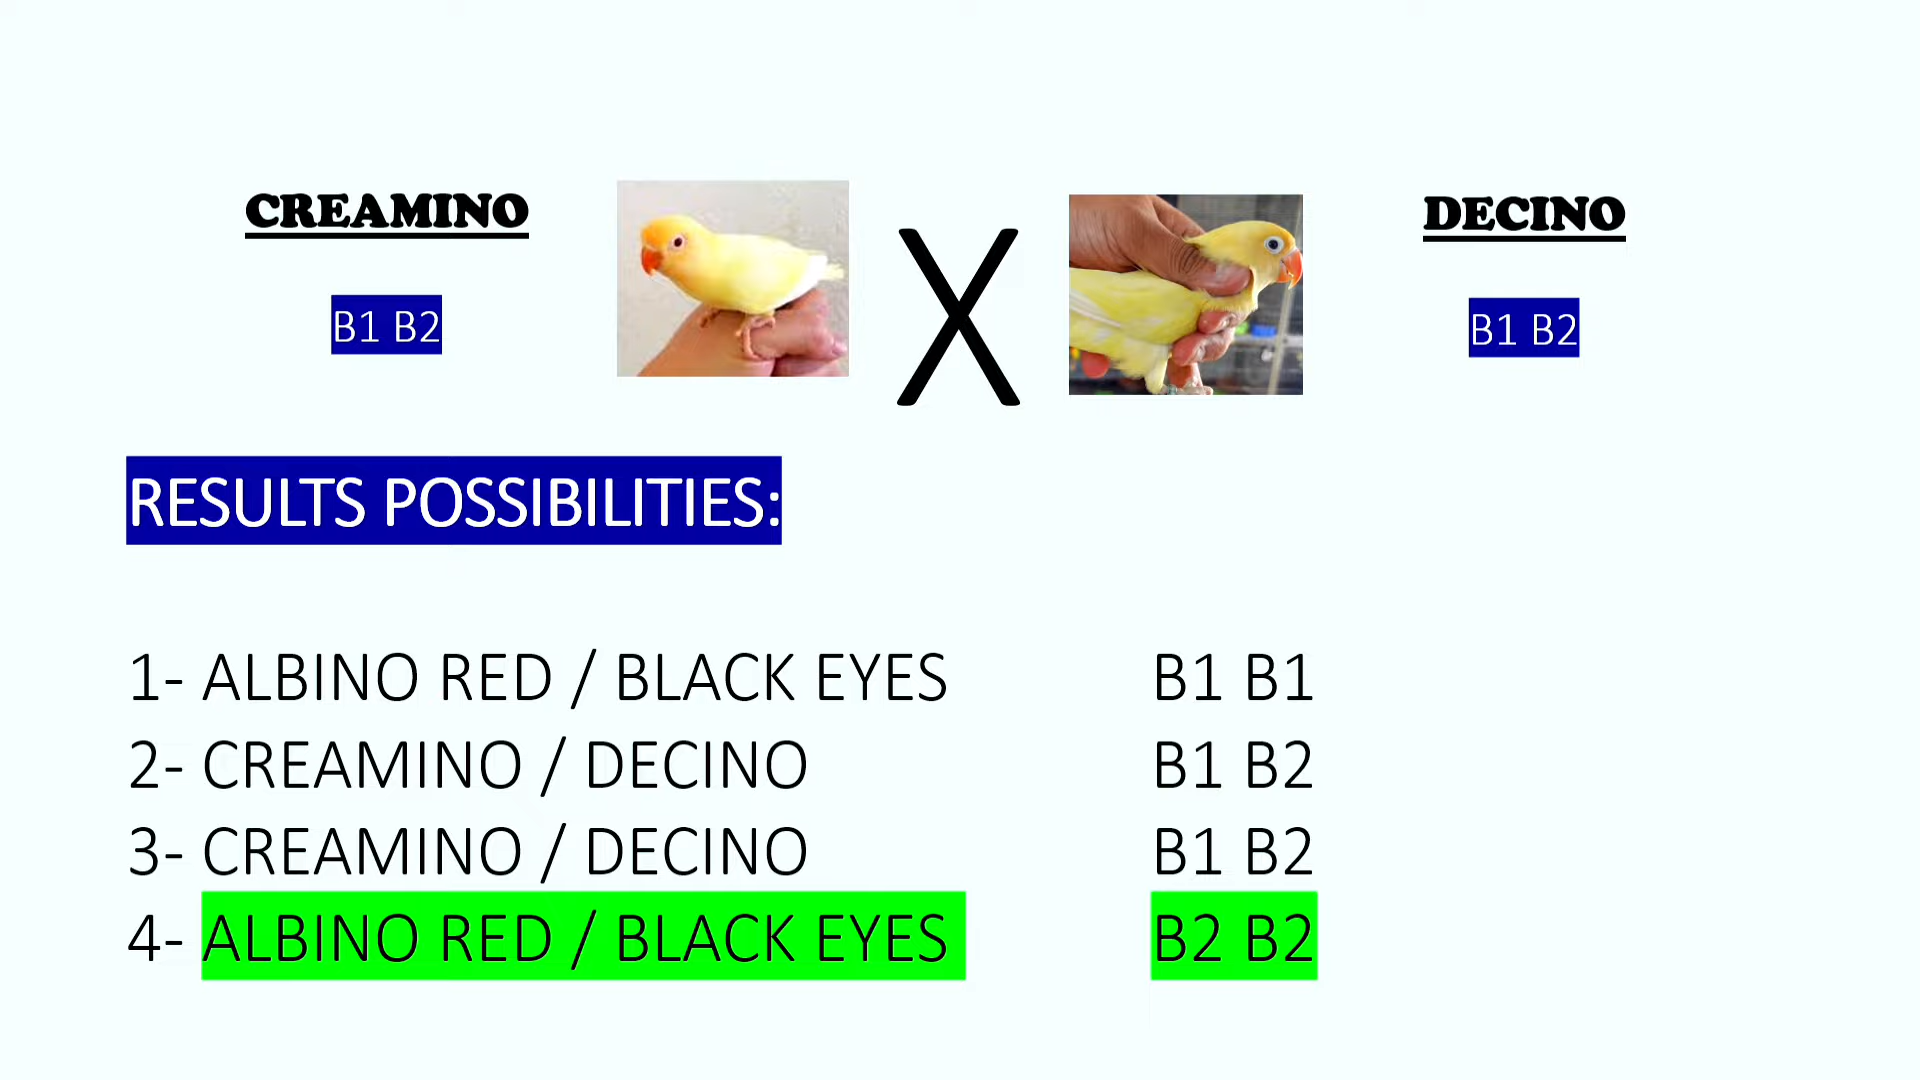 CREAMINO
X
DECINO
B1 B2
B1 B2
RESULTS POSSIBILITIES:
1- ALBINO RED / BLACK EYES B1 B1
2- CREAMINO / DECINO B1 B2
3- CREAMINO / DECINO B1 B2
4- ALBINO RED / BLACK EYES B2 B2